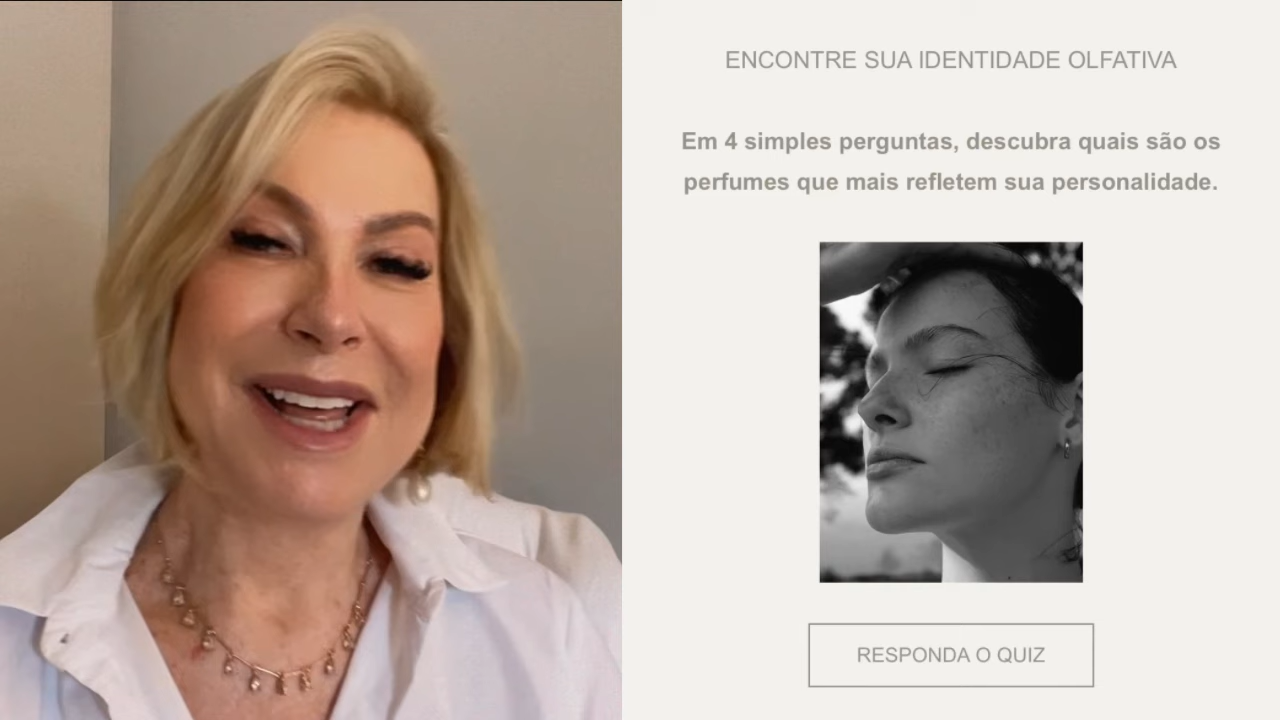 ENCONTRE SUA IDENTIDADE OLFATIVA
Em 4 simples perguntas, descubra quais são os
perfumes que mais refletem sua personalidade.
RESPONDA O QUIZ